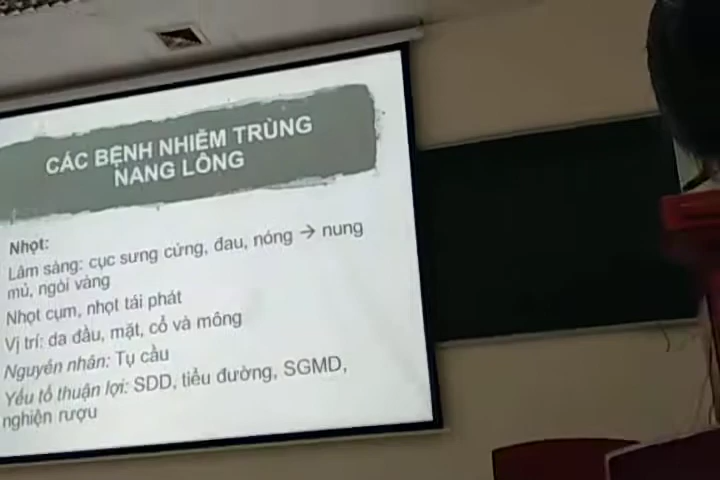 CÁC BỆNH NHIỄM TRÙNG
NANG LÔNG
Nhọt:
Lâm sàng: cục sưng cứng, đau, nóng → nung
mủ, ngòi vàng
Nhọt cụm, nhọt tái phát
Vị trí: da đầu, mặt, cổ và mông
Nguyên nhân: Tụ cầu
Yếu tố thuận lợi: SDD, tiểu đường, SGMD,
nghiện rượu